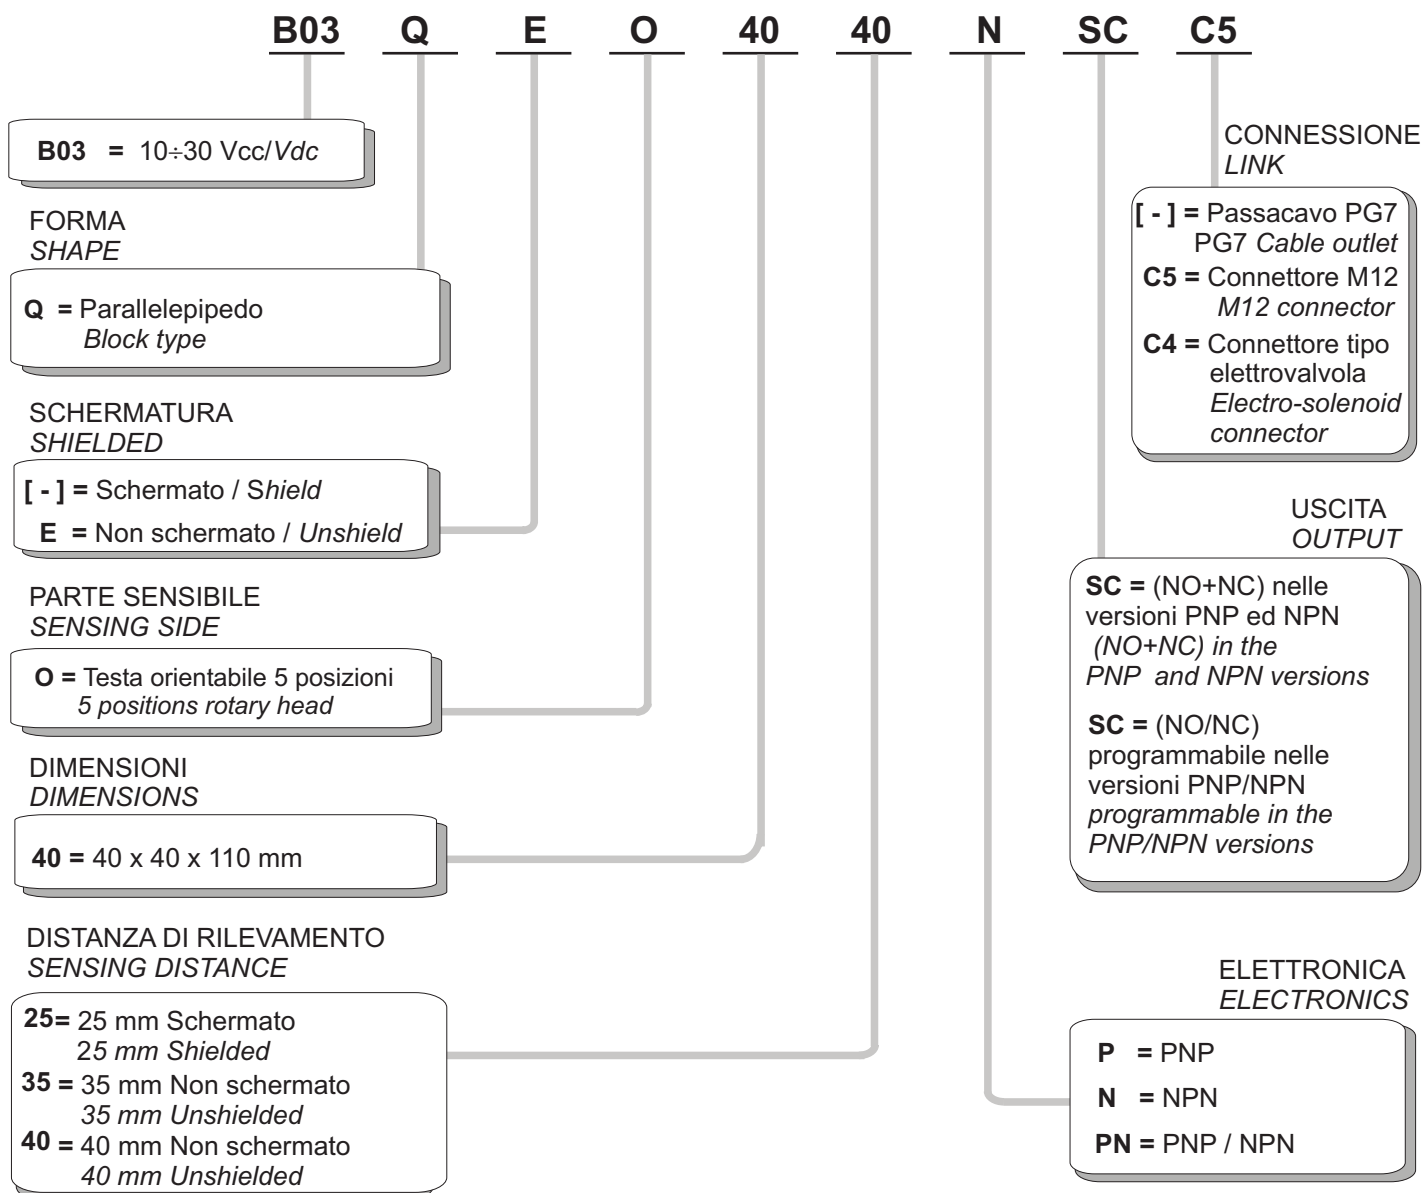 B03 Q E O 40 40 N SC C5
B03 = 10÷30 Vcc/Vdc
FORMA
SHAPE
Q = Parallelepipedo
Block type
SCHERMATURA
SHIELDED
[ - ] = Schermato / Shield
E = Non schermato / Unshield
PARTE SENSIBILE
SENSING SIDE
O = Testa orientabile 5 posizioni
5 positions rotary head
DIMENSIONI
DIMENSIONS
40 = 40 x 40 x 110 mm
DISTANZA DI RILEVAMENTO
SENSING DISTANCE
25= 25 mm Schermato
25 mm Shielded
35 = 35 mm Non schermato
35 mm Unshielded
40 = 40 mm Non schermato
40 mm Unshielded
CONNESSIONE
LINK
[ - ] = Passacavo PG7
PG7 Cable outlet
C5 = Connettore M12
M12 connector
C4 = Connettore tipo
elettrovalvola
Electro-solenoid
connector
USCITA
OUTPUT
SC = (NO+NC) nelle
versioni PNP ed NPN
(NO+NC) in the
PNP and NPN versions
SC = (NO/NC)
programmabile nelle
versioni PNP/NPN
programmable in the
PNP/NPN versions
ELETTRONICA
ELECTRONICS
P = PNP
N = NPN
PN = PNP / NPN